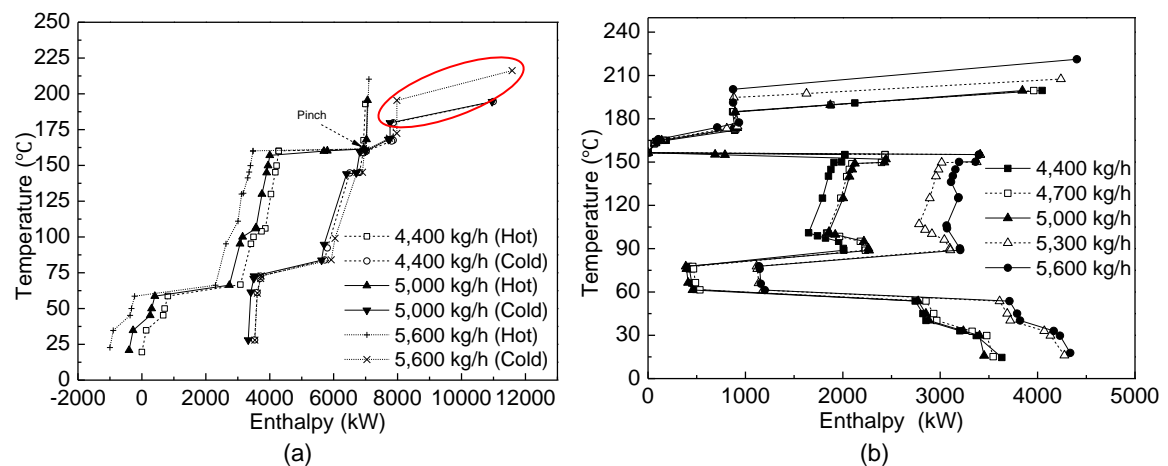 250
225
200
175
150
125
100
75
50
25
0
Temperature (°C)
-2000 0 2000 4000 6000 8000 10000 12000
Enthalpy (kW)
Pinch
4,400 kg/h (Hot)
4,400 kg/h (Cold)
5,000 kg/h (Hot)
5,000 kg/h (Cold)
5,600 kg/h (Hot)
5,600 kg/h (Cold)
(a)
240
210
180
150
120
90
60
30
0
Temperature (°C)
0 1000 2000 3000 4000 5000
Enthalpy (kW)
4,400 kg/h
4,700 kg/h
5,000 kg/h
5,300 kg/h
5,600 kg/h
(b)